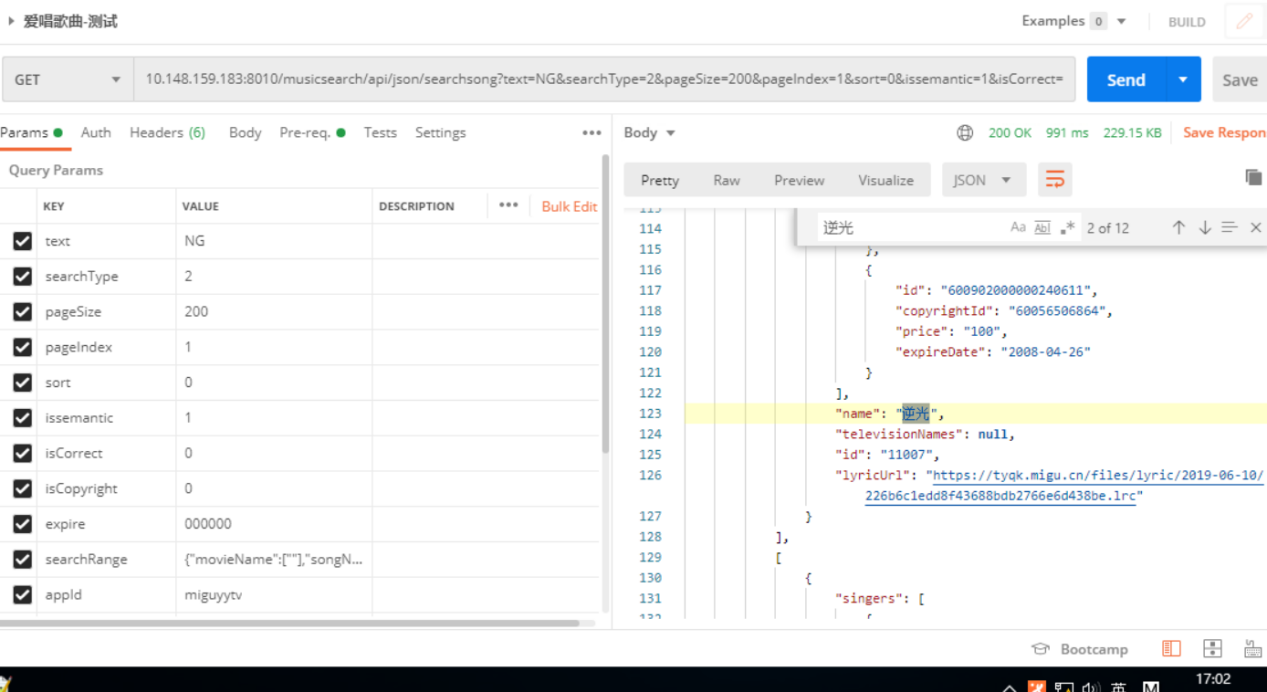 爱唱歌曲-测试
Examples 0
BUILD
GET
10.148.159.183:8010/musicsearch/api/json/searchsong?text=NG&searchType=2&pageSize=200&pageIndex=1&sort=0&issemantic=1&isCorrect=
Send
Save
Params Auth Headers (6) Body Pre-req. Tests Settings
Query Params
KEY VALUE DESCRIPTION ••• Bulk Edit
text NG
searchType 2
pageSize 200
pageIndex 1
sort 0
issemantic 1
isCorrect 0
isCopyright 0
expire 000000
searchRange {"movieName":[""],"songN...
appId miguyytv
Body
200 OK 991 ms 229.15 KB Save Respon
Pretty Raw Preview Visualize JSON
逆光 Aa Abl .* 2 of 12
114
115 },
116 {
117 "id": "600902000000240611",
118 "copyrightId": "60056506864",
119 "price": "100",
120 "expireDate": "2008-04-26"
121 }
122 ],
123 "name": "逆光",
124 "televisionNames": null,
125 "id": "11007",
126 "lyricUrl": "https://tyqk.migu.cn/files/lyric/2019-06-10/
226b6c1edd8f43688bdb2766e6d438be.lrc"
127 }
128 ],
129 [
130 {
131 "singers": [
Bootcamp
英 M 17:02